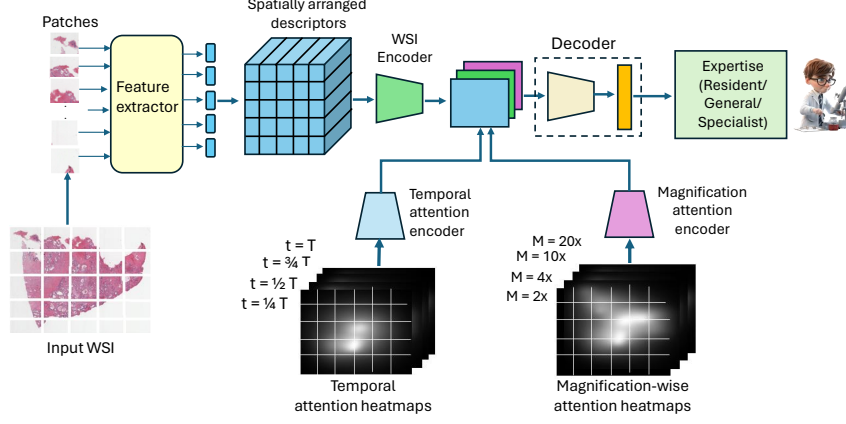 Patches
Spatially arranged
descriptors
Feature
extractor
WSI
Encoder
Decoder
Expertise
(Resident/
General/
Specialist)
Temporal
attention
encoder
Magnification
attention
encoder
t = T
t = ¾ T
t = ½ T
t = ¼ T
M = 20x
M = 10x
M = 4x
M = 2x
Input WSI
Temporal
attention heatmaps
Magnification-wise
attention heatmaps